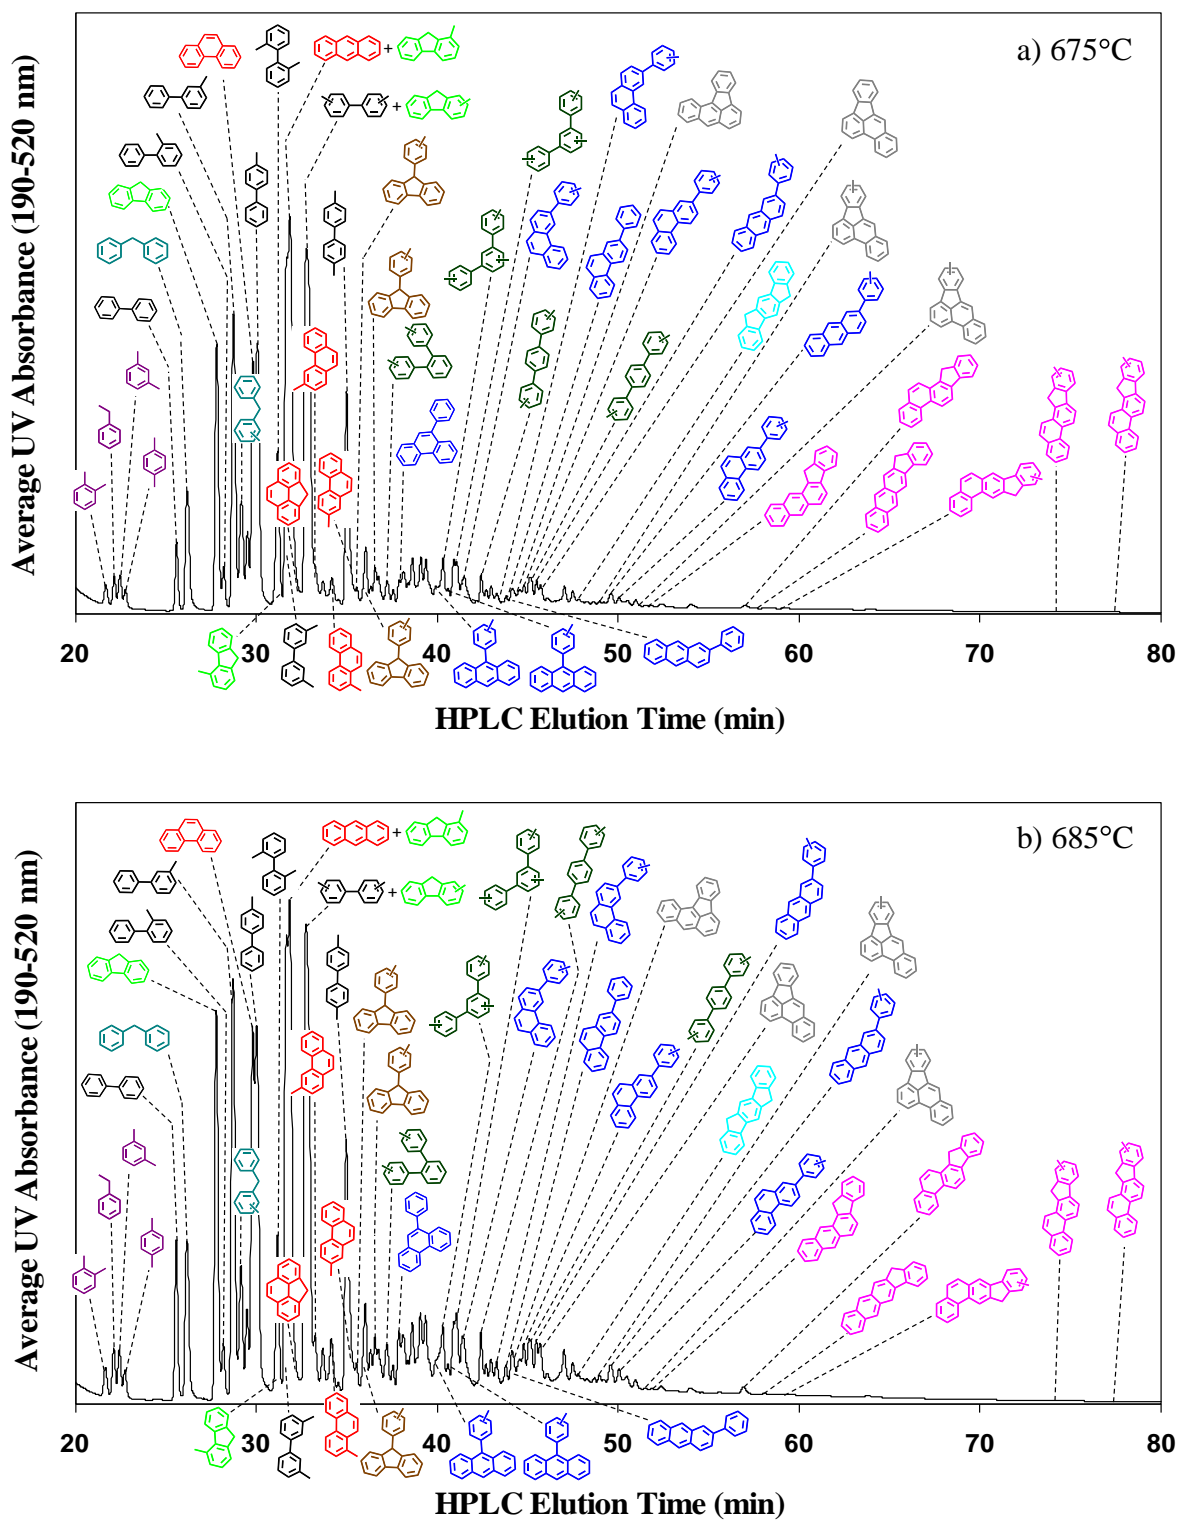 a) 675°C
Average UV Absorbance (190-520 nm)
+
+
20 30 40 50 60 70 80
HPLC Elution Time (min)
b) 685°C
Average UV Absorbance (190-520 nm)
+
+
20 30 40 50 60 70 80
HPLC Elution Time (min)